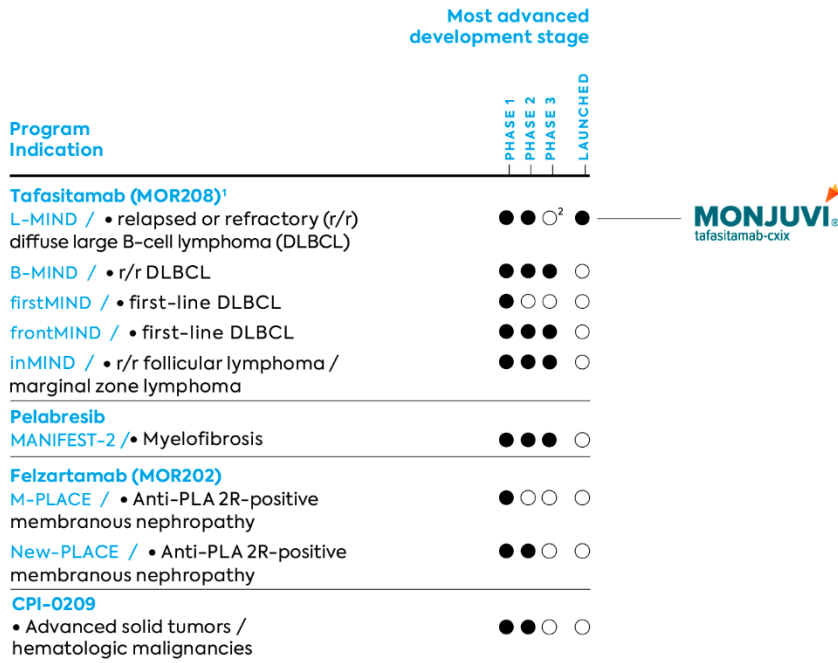 Most advanced
development stage
Program
Indication
PHASE 1
PHASE 2
PHASE 3
LAUNCHED
Tafasitamab (MOR208)¹
L-MIND / • relapsed or refractory (r/r)
diffuse large B-cell lymphoma (DLBCL)
2
MONJUVI®
tafasitamab-cxix
B-MIND / • r/r DLBCL
firstMIND / • first-line DLBCL
frontMIND / • first-line DLBCL
inMIND / • r/r follicular lymphoma /
marginal zone lymphoma
Pelabresib
MANIFEST-2 /• Myelofibrosis
Felzartamab (MOR202)
M-PLACE / • Anti-PLA 2R-positive
membranous nephropathy
New-PLACE / • Anti-PLA 2R-positive
membranous nephropathy
CPI-0209
• Advanced solid tumors /
hematologic malignancies